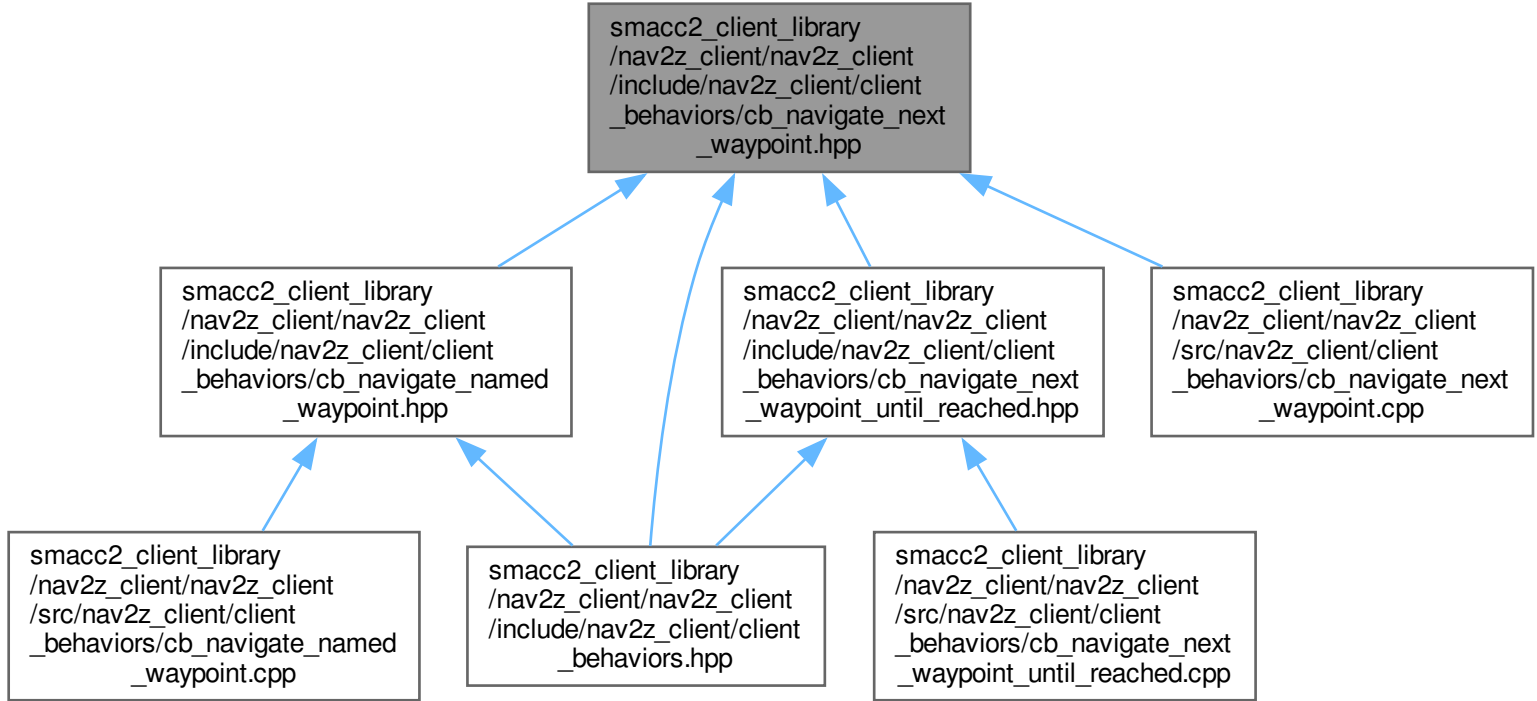 smacc2_client_library
/nav2z_client/nav2z_client
/include/nav2z_client/client
_behaviors/cb_navigate_next
_waypoint.hpp
smacc2_client_library
/nav2z_client/nav2z_client
/include/nav2z_client/client
_behaviors/cb_navigate_named
_waypoint.hpp
smacc2_client_library
/nav2z_client/nav2z_client
/include/nav2z_client/client
_behaviors/cb_navigate_next
_waypoint_until_reached.hpp
smacc2_client_library
/nav2z_client/nav2z_client
/src/nav2z_client/client
_behaviors/cb_navigate_next
_waypoint.cpp
smacc2_client_library
/nav2z_client/nav2z_client
/src/nav2z_client/client
_behaviors/cb_navigate_named
_waypoint.cpp
smacc2_client_library
/nav2z_client/nav2z_client
/include/nav2z_client/client
_behaviors.hpp
smacc2_client_library
/nav2z_client/nav2z_client
/src/nav2z_client/client
_behaviors/cb_navigate_next
_waypoint_until_reached.cpp